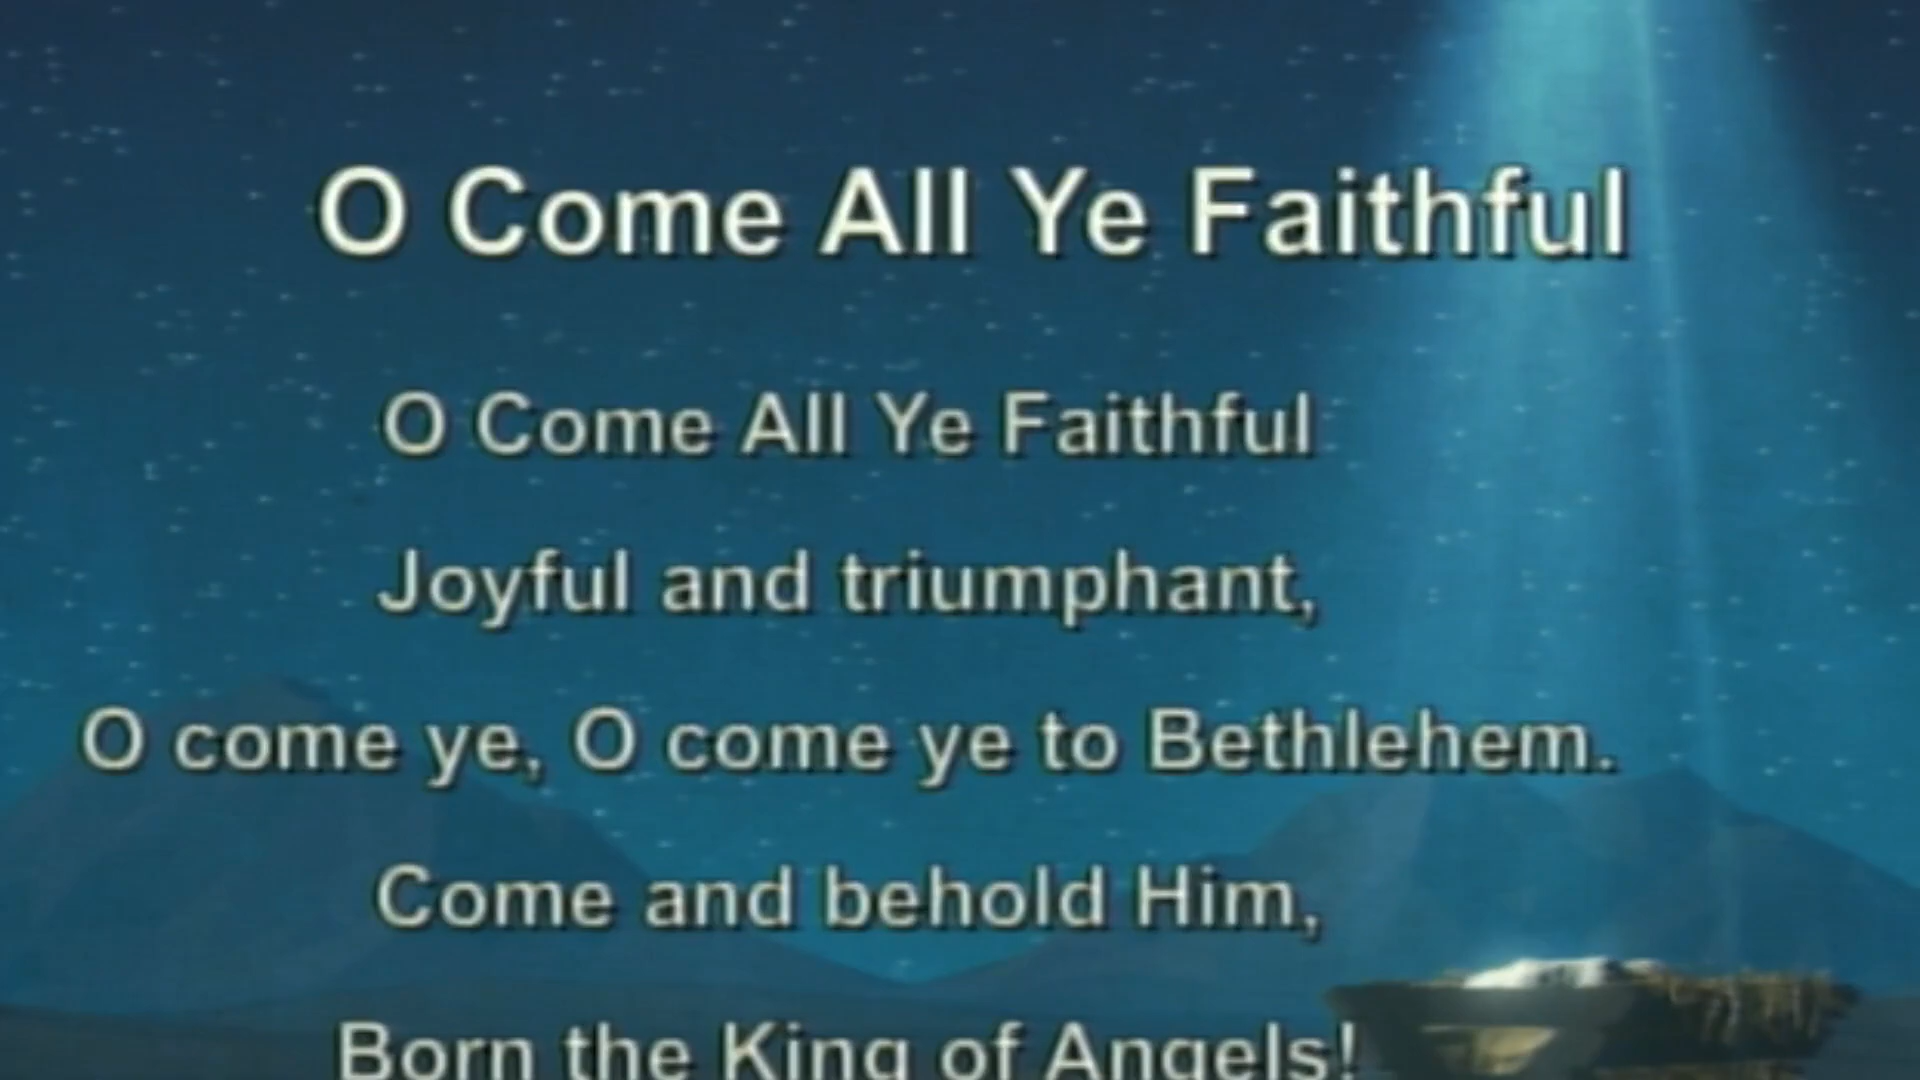 O Come All Ye Faithful
O Come All Ye Faithful
Joyful and triumphant,
O come ye, O come ye to Bethlehem.
Come and behold Him,
Born the King of Angels!